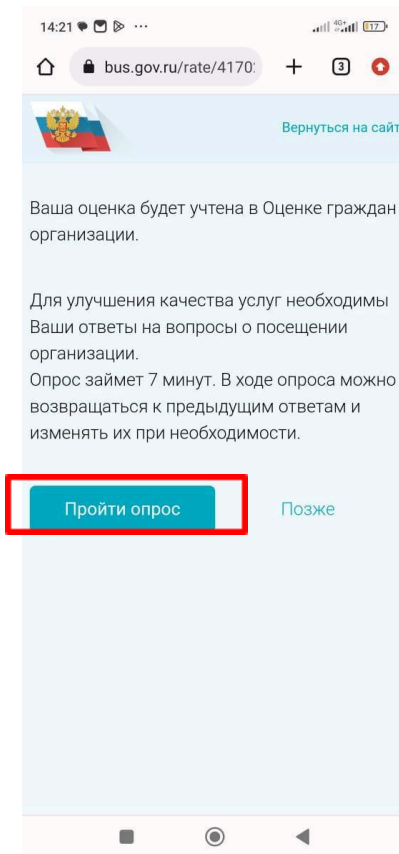 14:21
4G+
17
bus.gov.ru/rate/4170
3
Вернуться на сайт
Ваша оценка будет учтена в Оценке граждан
организации.
Для улучшения качества услуг необходимы
Ваши ответы на вопросы о посещении
организации.
Опрос займет 7 минут. В ходе опроса можно
возвращаться к предыдущим ответам и
изменять их при необходимости.
Пройти опрос
Позже